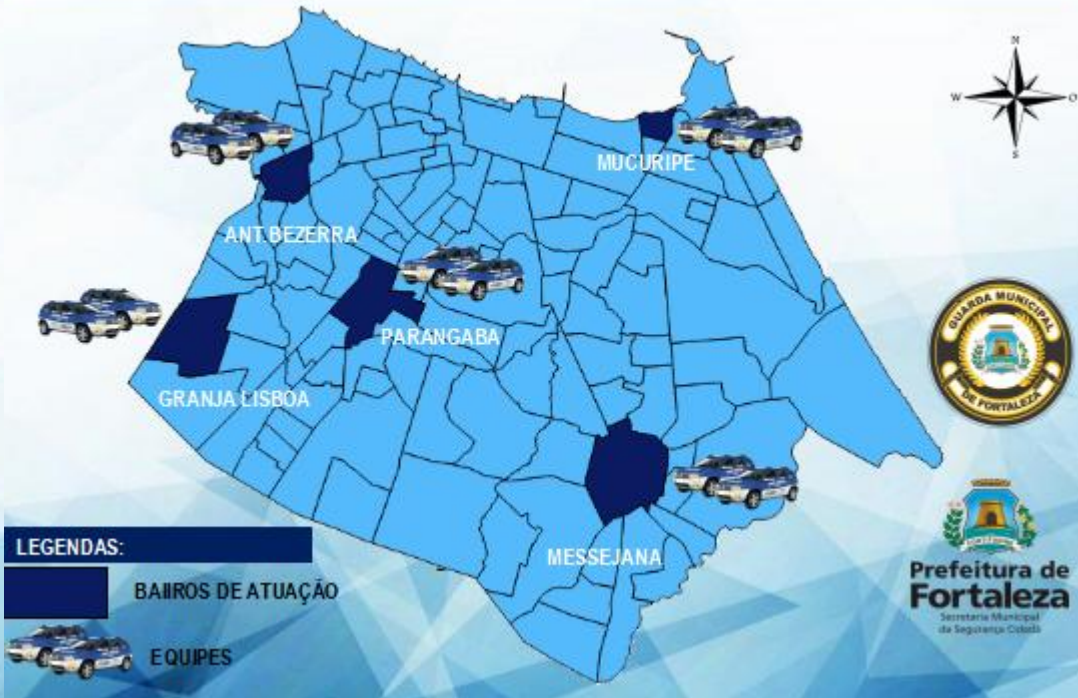 N
W
O
S
MUCURIPE
ANT.BEZERRA
PARANGABA
GRANJA LISBOA
MESSEJANA
GUARDA MUNICIPAL
DE FORTALEZA
LEGENDAS:
BAIIROS DE ATUAÇÃO
EQUIPES
Prefeitura de
Fortaleza
Secretaria Municipal
da Segurança Cidadã